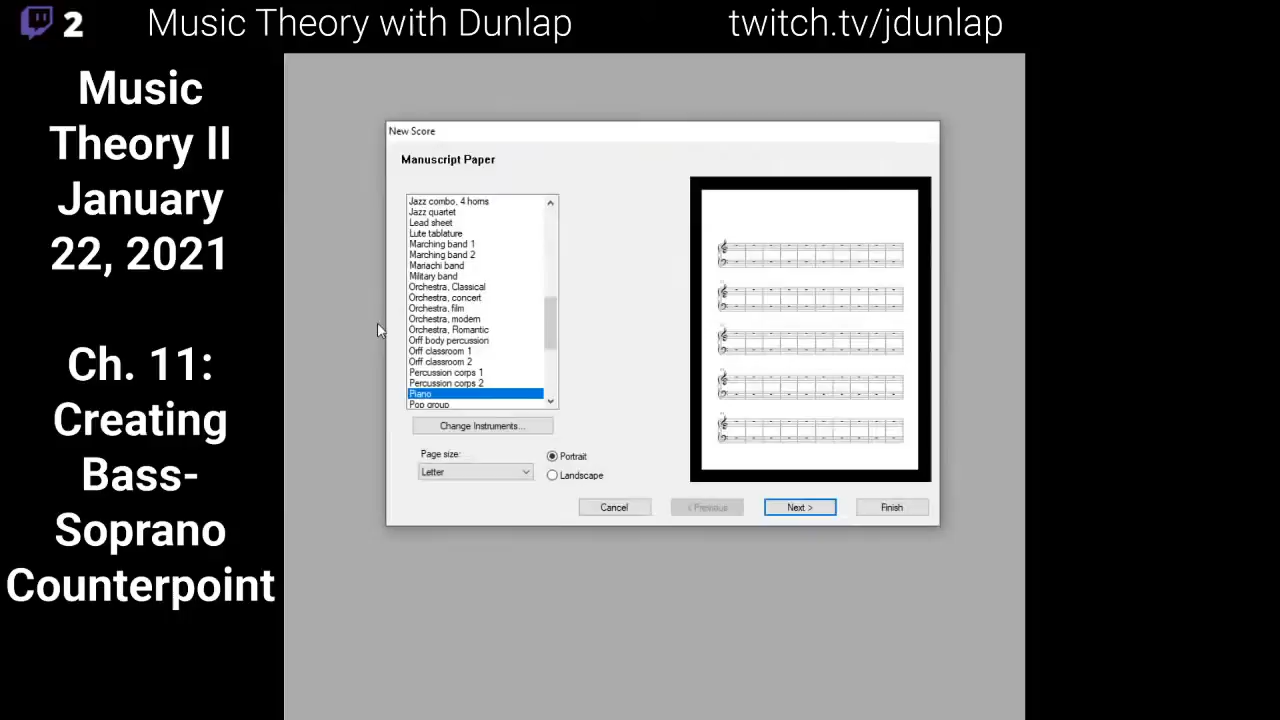 2
Music Theory with Dunlap
twitch.tv/jdunlap
Music
Theory II
January
22, 2021
Ch. 11:
Creating
Bass-
Soprano
Counterpoint
New Score
Manuscript Paper
Jazz combo, 4 horns
Jazz quartet
Lead sheet
Lute tablature
Marching band 1
Marching band 2
Mariachi band
Military band
Orchestra, Classical
Orchestra, concert
Orchestra, film
Orchestra, modern
Orchestra, Romantic
Orff body percussion
Orff classroom 1
Orff classroom 2
Percussion corps 1
Percussion corps 2
Piano
Pop group
Change Instruments...
Page size:
Letter
Portrait
Landscape
Cancel
< Previous
Next >
Finish